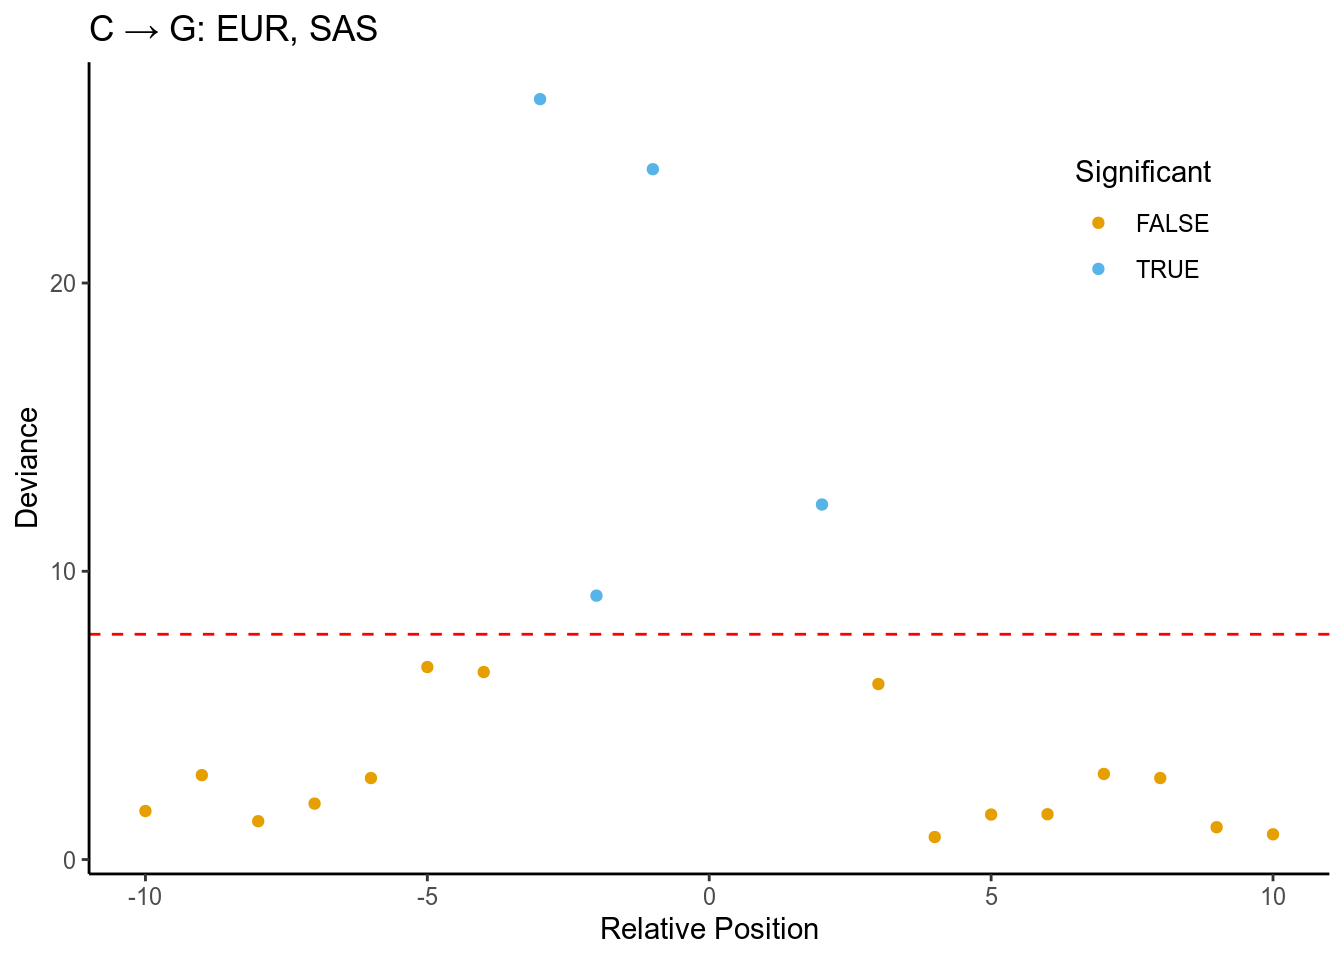 C → G: EUR, SAS
Significant
FALSE
TRUE
20
10
0
Deviance
-10
-5
0
5
10
Relative Position